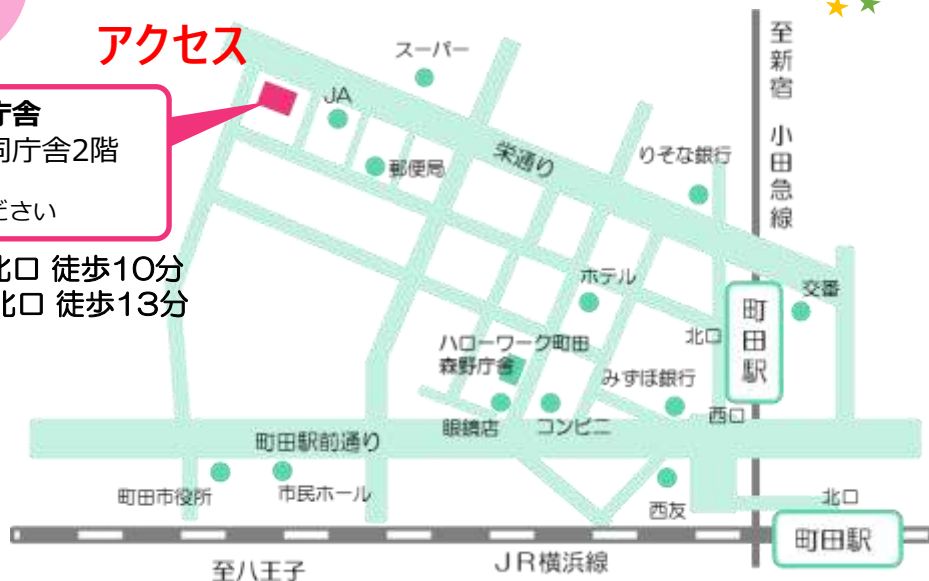 アクセス
庁舎
同庁舎2階
ださい
北口 徒歩10分
北口 徒歩13分
スーパー
JA
郵便局
栄通り
りそな銀行
至新宿 小田急線
ホテル
交番
町田駅
北口
ハローワーク町田
森野庁舎
みずほ銀行
西口
眼鏡店
コンビニ
町田駅前通り
町田市役所
市民ホール
西友
北口
町田駅
至八王子
JR横浜線